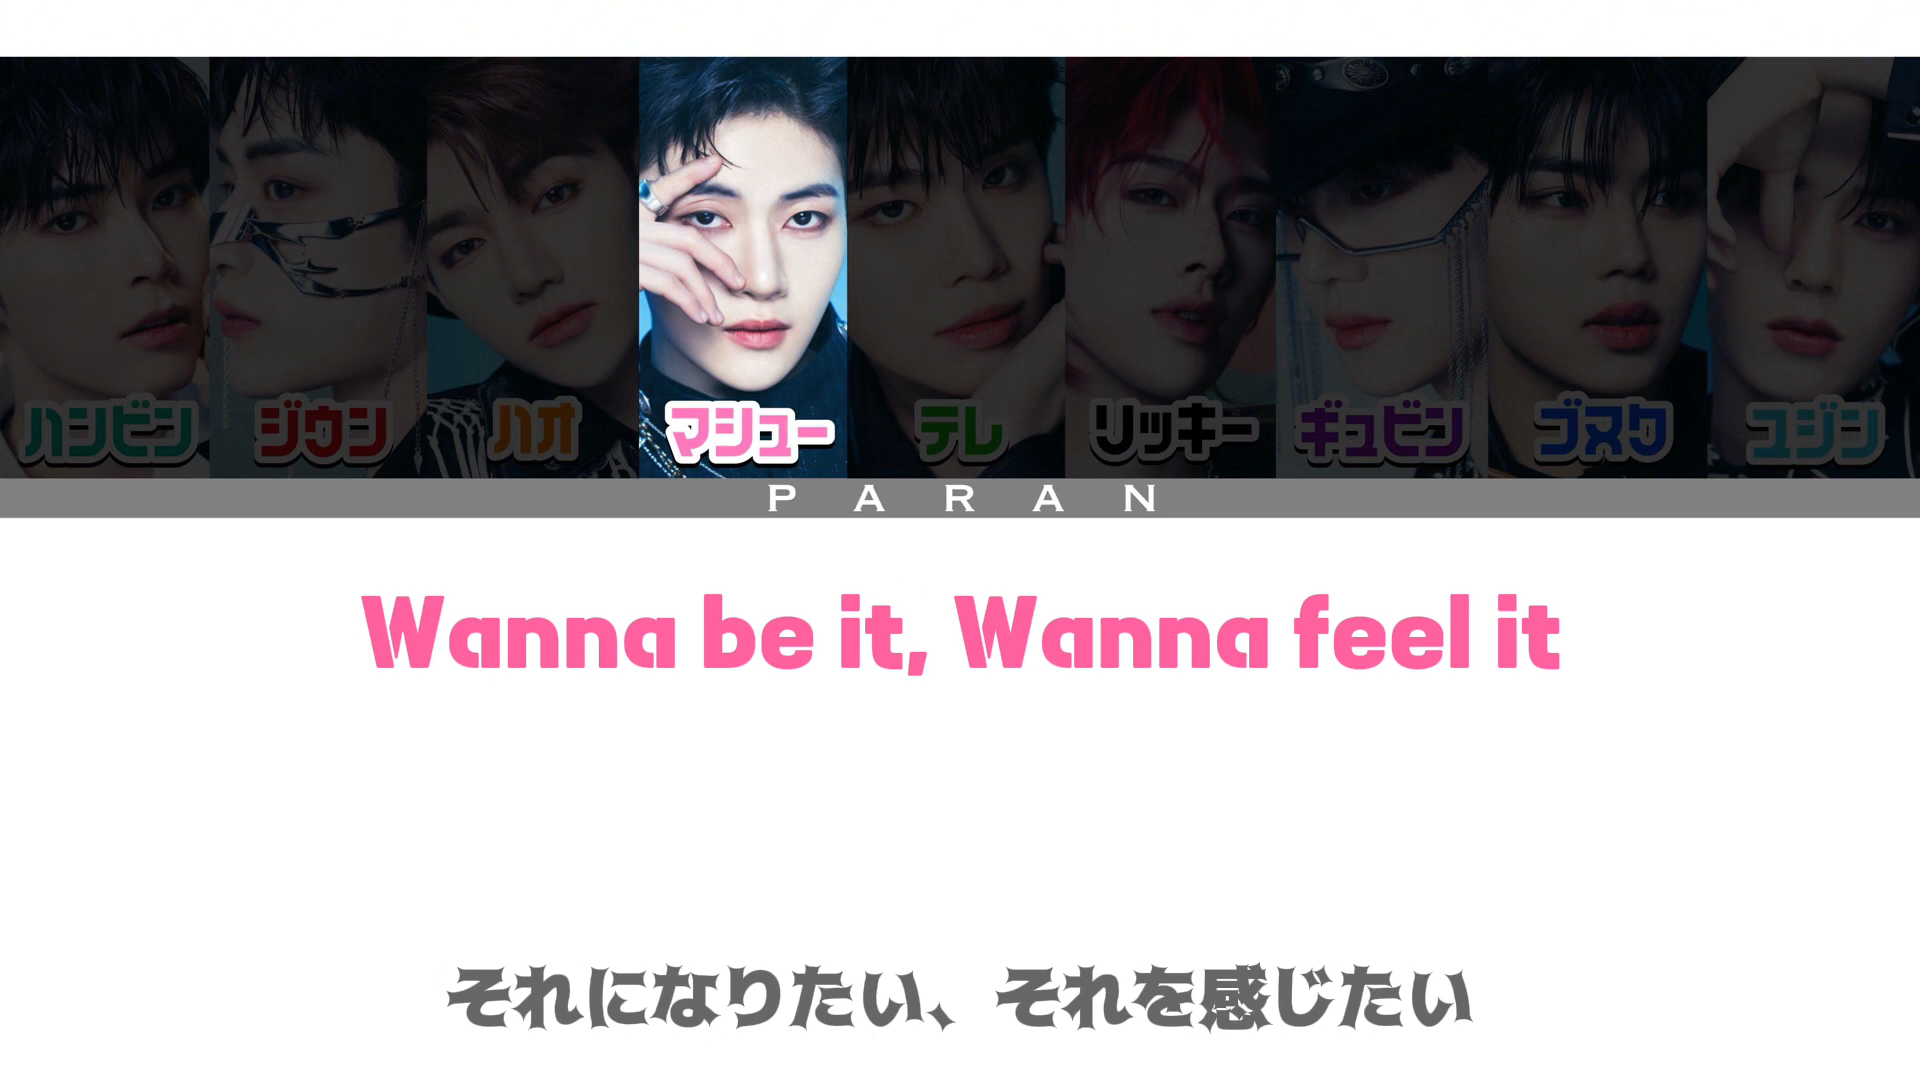 ハンビン ジウン ハオ マシュー テレ リッキー ギュビン ゴヌク ユジン
PARAN
Wanna be it, Wanna feel it
それになりたい、それを感じたい